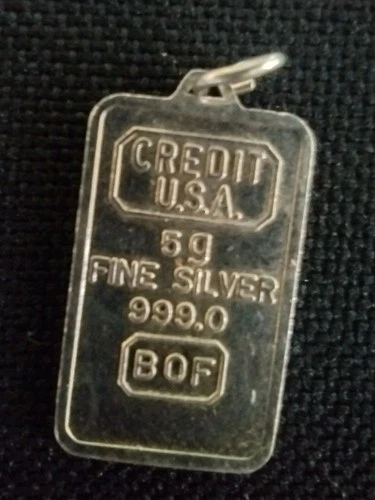 CREDIT
U.S.A.
5g
FINE SILVER
999.0
BOF